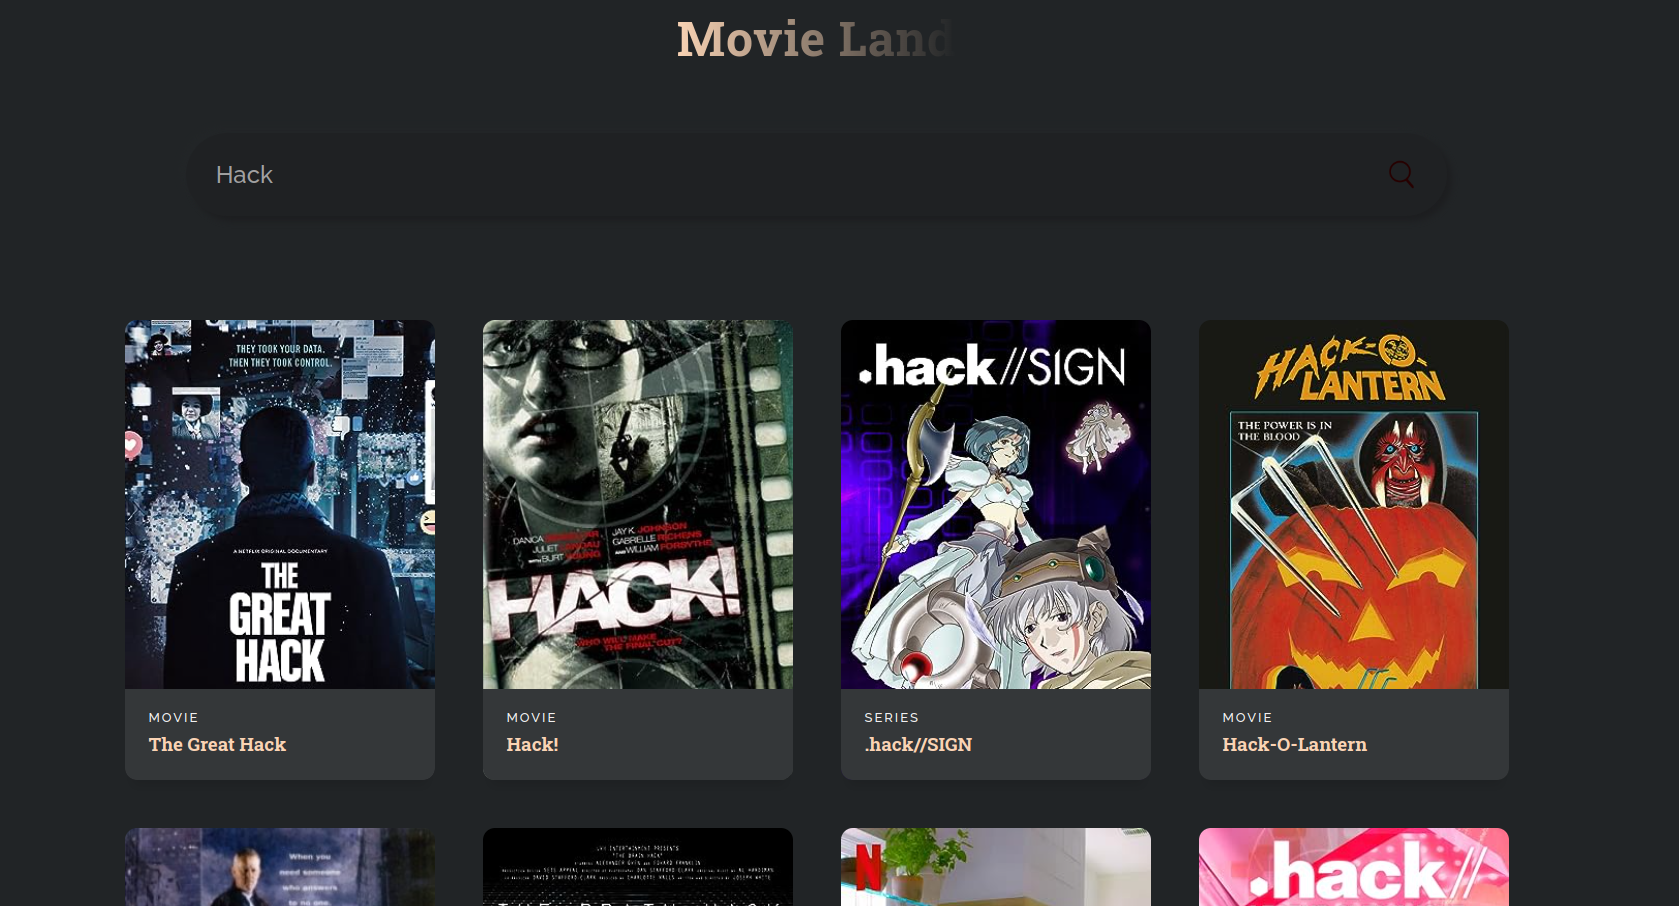 Movie Land
Hack
THEY TOOK YOUR DATA.
THEN THEY TOOK CONTROL.
A NETFLIX ORIGINAL DOCUMENTARY
THE
GREAT
HACK
MOVIE
The Great Hack
DANICA
JULIET LANDAU
BURT YOUNG
JAY K. JOHNSON
GABRIELLE RICHENS
AND WILLIAM FORSYTHE
HACK!
WHO WILL MAKE
THE FINAL CUT?
MOVIE
Hack!
.hack//SIGN
SERIES
.hack//SIGN
HACK-O-
LANTERN
THE POWER IS IN
THE BLOOD
MOVIE
Hack-O-Lantern
When you
need someone
who answers
to no one.
N
.hack//